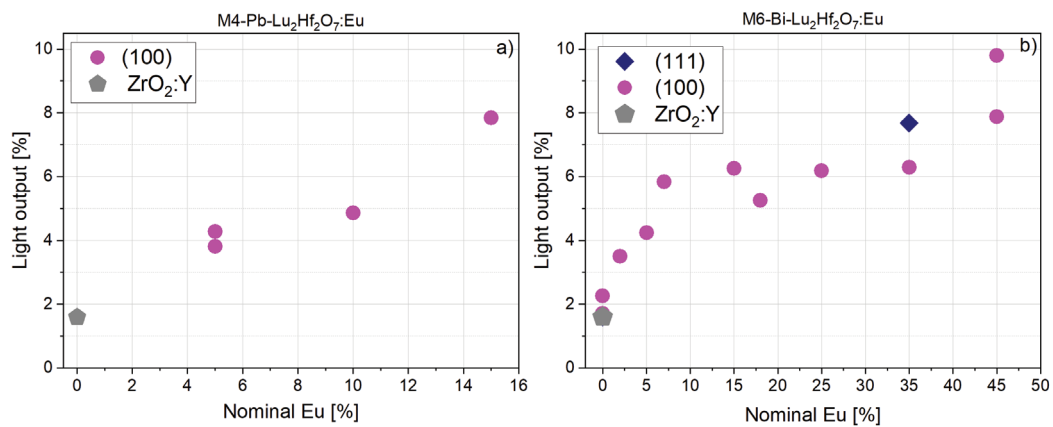 M4-Pb-Lu₂Hf₂O₇:Eu
a)
(100)
ZrO₂:Y
Light output [%]
10
8
6
4
2
0
0 2 4 6 8 10 12 14 16
Nominal Eu [%]
M6-Bi-Lu₂Hf₂O₇:Eu
b)
(111)
(100)
ZrO₂:Y
Light output [%]
10
8
6
4
2
0
0 5 10 15 20 25 30 35 40 45 50
Nominal Eu [%]